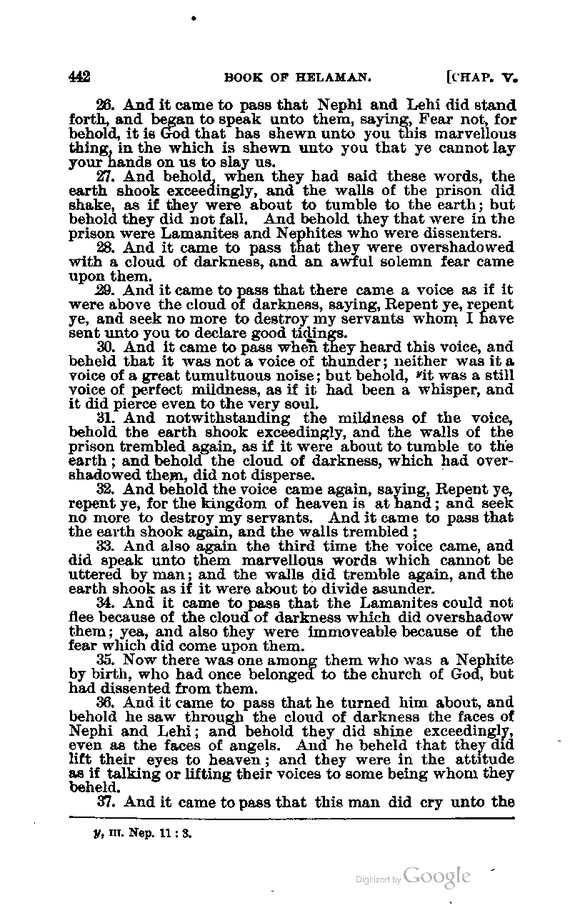 442 BOOK OF HELAMAN. [CHAP. V.
26. And it came to pass that Nephi and Lehi did stand
forth, and began to speak unto them, saying, Fear not, for
behold, it is God that has shewn unto you this marvellous
thing, in the which is shewn unto you that ye cannot lay
your hands on us to slay us.
27. And behold, when they had said these words, the
earth shook exceedingly, and the walls of the prison did
shake, as if they were about to tumble to the earth; but
behold they did not fall. And behold they that were in the
prison were Lamanites and Nephites who were dissenters.
28. And it came to pass that they were overshadowed
with a cloud of darkness, and an awful solemn fear came
upon them.
29. And it came to pass that there came a voice as if it
were above the cloud of darkness, saying, Repent ye, repent
ye, and seek no more to destroy my servants whom I have
sent unto you to declare good tidings.
30. And it came to pass when they heard this voice, and
beheld that it was not a voice of thunder; neither was it a
voice of a great tumultuous noise; but behold, yit was a still
voice of perfect mildness, as if it had been a whisper, and
it did pierce even to the very soul.
31. And notwithstanding the mildness of the voice,
behold the earth shook exceedingly, and the walls of the
prison trembled again, as if it were about to tumble to the
earth; and behold the cloud of darkness, which had over-
shadowed them, did not disperse.
32. And behold the voice came again, saying, Repent ye,
repent ye, for the kingdom of heaven is at hand; and seek
no more to destroy my servants. And it came to pass that
the earth shook again, and the walls trembled;
33. And also again the third time the voice came, and
did speak unto them marvellous words which cannot be
uttered by man; and the walls did tremble again, and the
earth shook as if it were about to divide asunder.
34. And it came to pass that the Lamanites could not
flee because of the cloud of darkness which did overshadow
them; yea, and also they were immoveable because of the
fear which did come upon them.
35. Now there was one among them who was a Nephite
by birth, who had once belonged to the church of God, but
had dissented from them.
36. And it came to pass that he turned him about, and
behold he saw through the cloud of darkness the faces of
Nephi and Lehi; and behold they did shine exceedingly,
even as the faces of angels. And he beheld that they did
lift their eyes to heaven; and they were in the attitude
as if talking or lifting their voices to some being whom they
beheld.
37. And it came to pass that this man did cry unto the
y, III. Nep. 11:3.
Digitized by Google